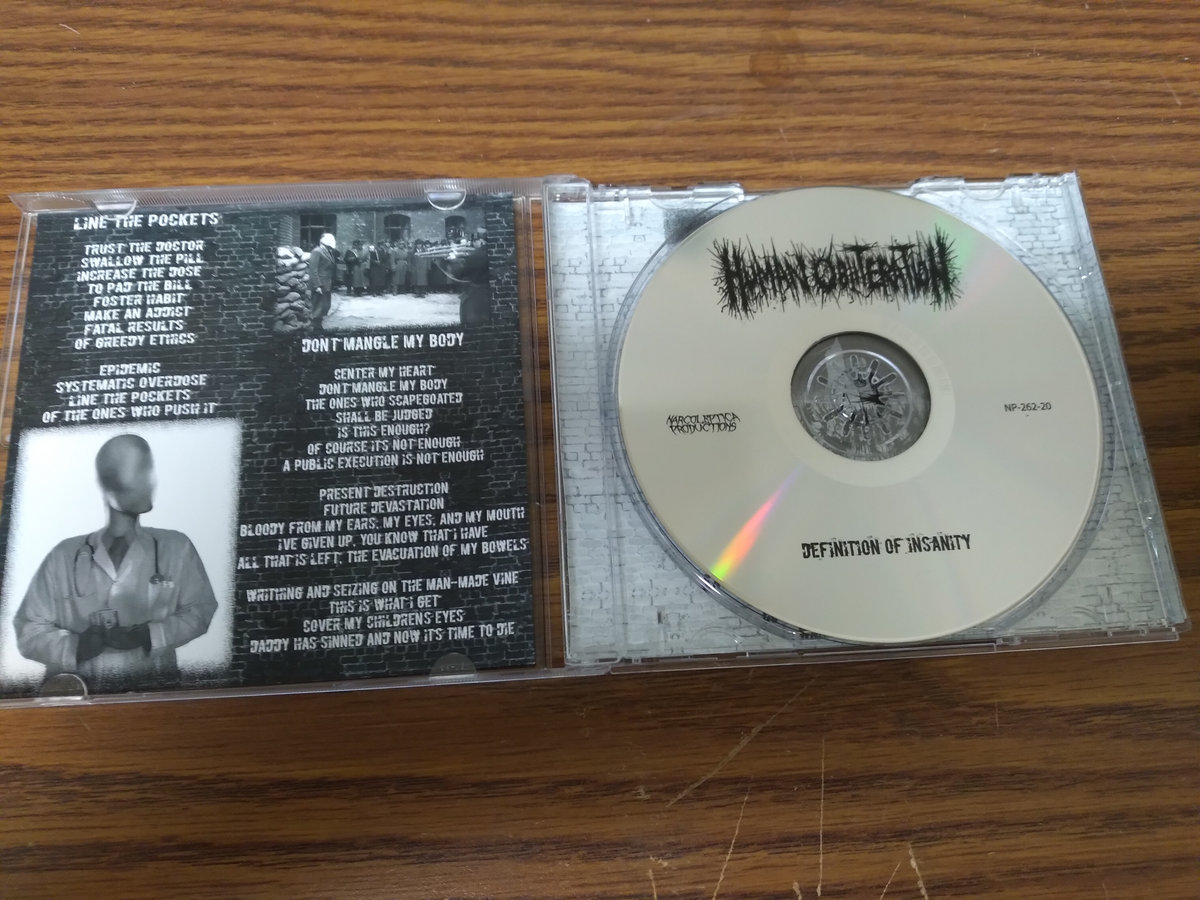 LINE THE POCKETS
TRUST THE DOCTOR
SWALLOW THE PILL
INCREASE THE DOSE
TO PAD THE BILL
FOSTER HABIT
MAKE AN ADDICT
FATAL RESULTS
OF GREEDY ETHICS
EPIDEMIC
SYSTEMATIC OVERDOSE
LINE THE POCKETS
OF THE ONES WHO PUSH IT
DONT MANGLE MY BODY
CENTER MY HEART
DONT MANGLE MY BODY
THE ONES WHO SCAPEGOATED
SHALL BE JUDGED
IS THIS ENOUGH?
OF COURSE ITS NOT ENOUGH
A PUBLIC EXECUTION IS NOT ENOUGH
PRESENT DESTRUCTION
FUTURE DEVASTATION
BLOODY FROM MY EARS, MY EYES, AND MY MOUTH
I'VE GIVEN UP, YOU KNOW THAT I HAVE
ALL THAT IS LEFT, THE EVACUATION OF MY BOWELS
WRITHING AND SEIZING ON THE MAN-MADE VINE
THIS IS WHAT I GET
COVER MY CHILDRENS EYES
DADDY HAS SINNED AND NOW ITS TIME TO DIE
HUMAN OBLITERATION
NARCOLEPTICA
PRODUCTIONS
NP-262-20
DEFINITION OF INSANITY